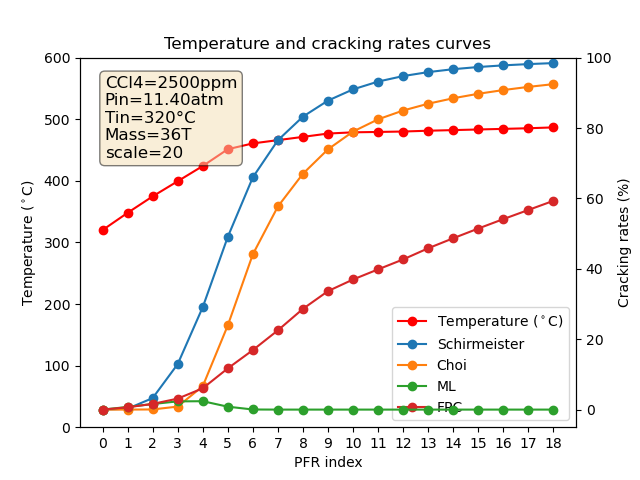 Temperature and cracking rates curves
CCl4=2500ppm
Pin=11.40atm
Tin=320°C
Mass=36T
scale=20
Temperature (°C)
600
500
400
300
200
100
0
Cracking rates (%)
100
80
60
40
20
0
Temperature (°C)
Schirmeister
Choi
ML
FPC
0 1 2 3 4 5 6 7 8 9 10 11 12 13 14 15 16 17 18
PFR index